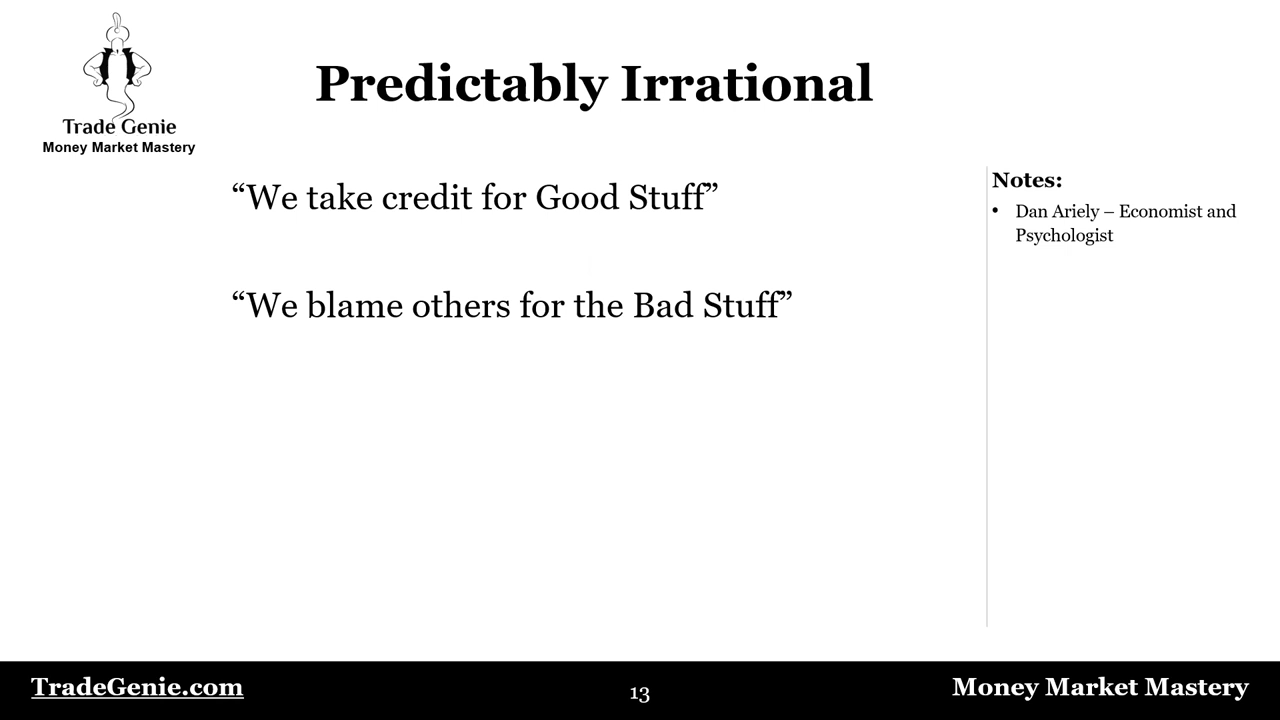 Trade Genie
Money Market Mastery
Predictably Irrational
“We take credit for Good Stuff”
“We blame others for the Bad Stuff”
Notes:
• Dan Ariely – Economist and
Psychologist
TradeGenie.com
13
Money Market Mastery